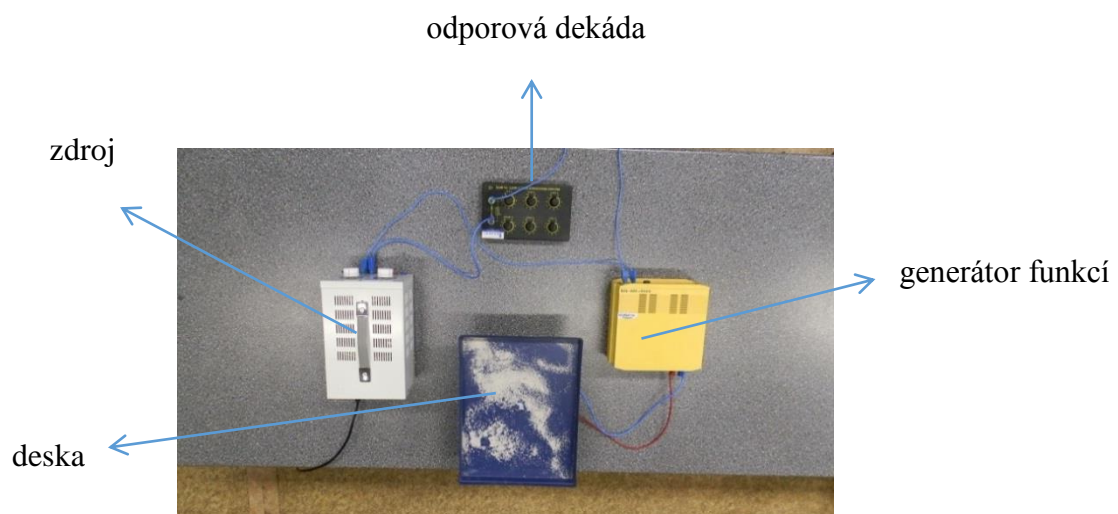 odporová dekáda
zdroj
generátor funkcí
deska